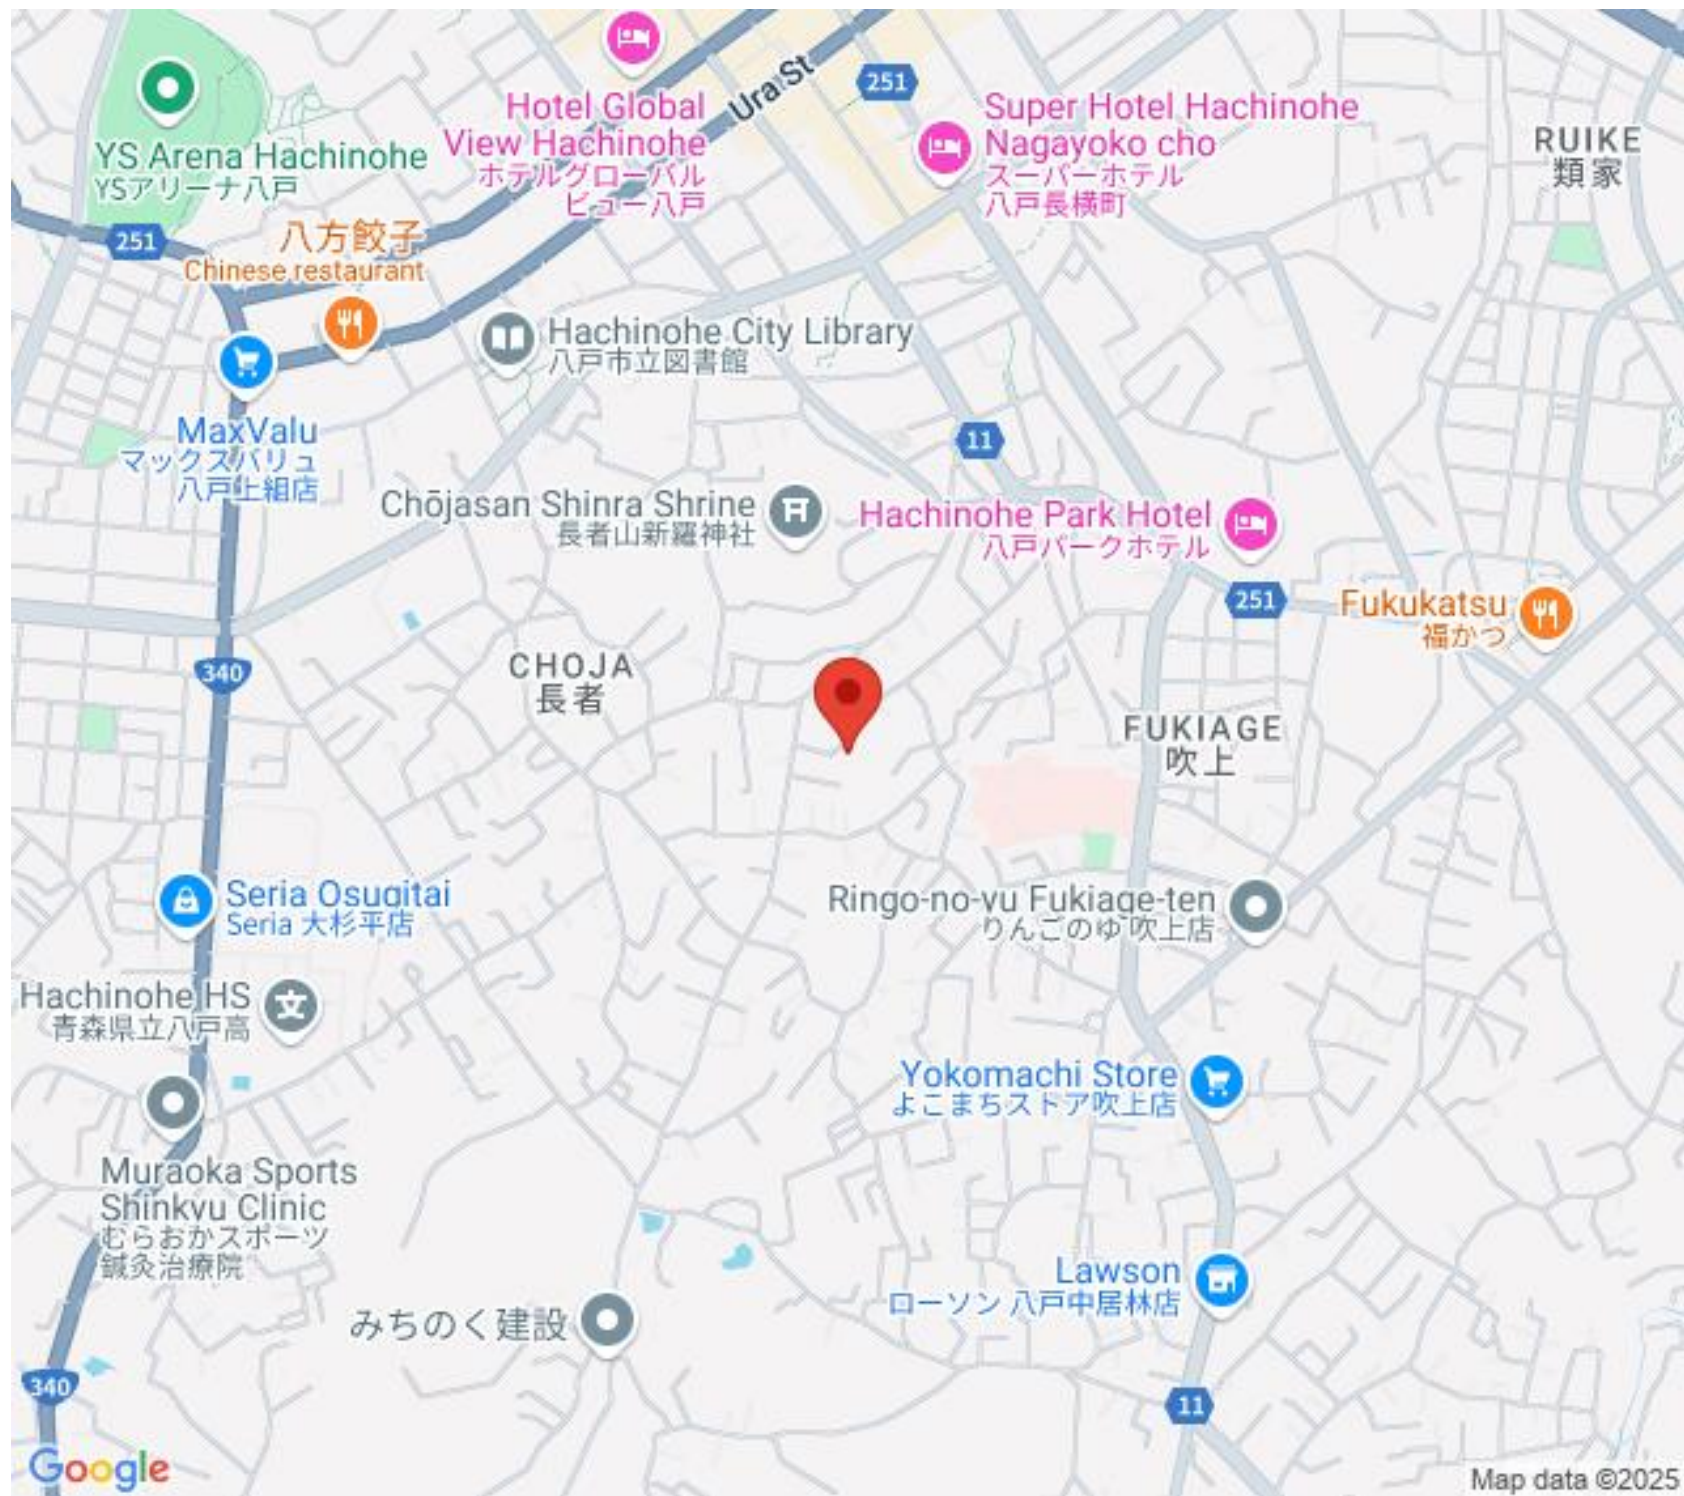 Ura St
251
Hotel Global
View Hachinohe
ホテルグローバル
ビュー八戸
Super Hotel Hachinohe
Nagayoko cho
スーパーホテル
八戸長横町
RUIKE
類家
YS Arena Hachinohe
YSアリーナ八戸
251
八方餃子
Chinese restaurant
Hachinohe City Library
八戸市立図書館
MaxValu
マックスバリュ
八戸上組店
11
Chōjasan Shinra Shrine
長者山新羅神社
Hachinohe Park Hotel
八戸パークホテル
251
Fukukatsu
福かつ
340
CHOJA
長者
FUKIAGE
吹上
Seria Osugitai
Seria 大杉平店
Ringo-no-yu Fukiage-ten
りんごのゆ 吹上店
Hachinohe HS
青森県立八戸高
Yokomachi Store
よこまちストア吹上店
Muraoka Sports
Shinkyu Clinic
むらおかスポーツ
鍼灸治療院
Lawson
ローソン 八戸中居林店
みちのく建設
340
11
Google
Map data ©2025